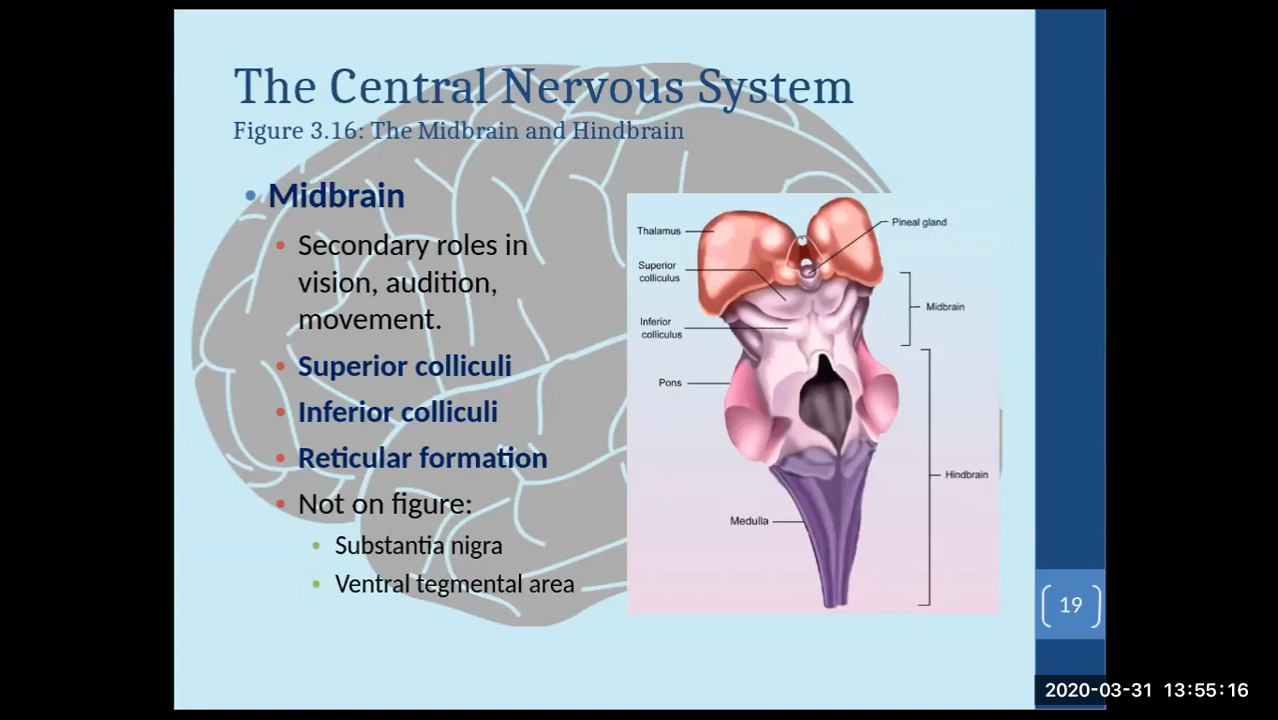 The Central Nervous System
Figure 3.16: The Midbrain and Hindbrain
• Midbrain
• Secondary roles in
vision, audition,
movement.
• Superior colliculi
• Inferior colliculi
• Reticular formation
• Not on figure:
• Substantia nigra
• Ventral tegmental area
Thalamus
Pineal gland
Superior
colliculus
Midbrain
Inferior
colliculus
Pons
Hindbrain
Medulla
19
2020-03-31 13:55:16